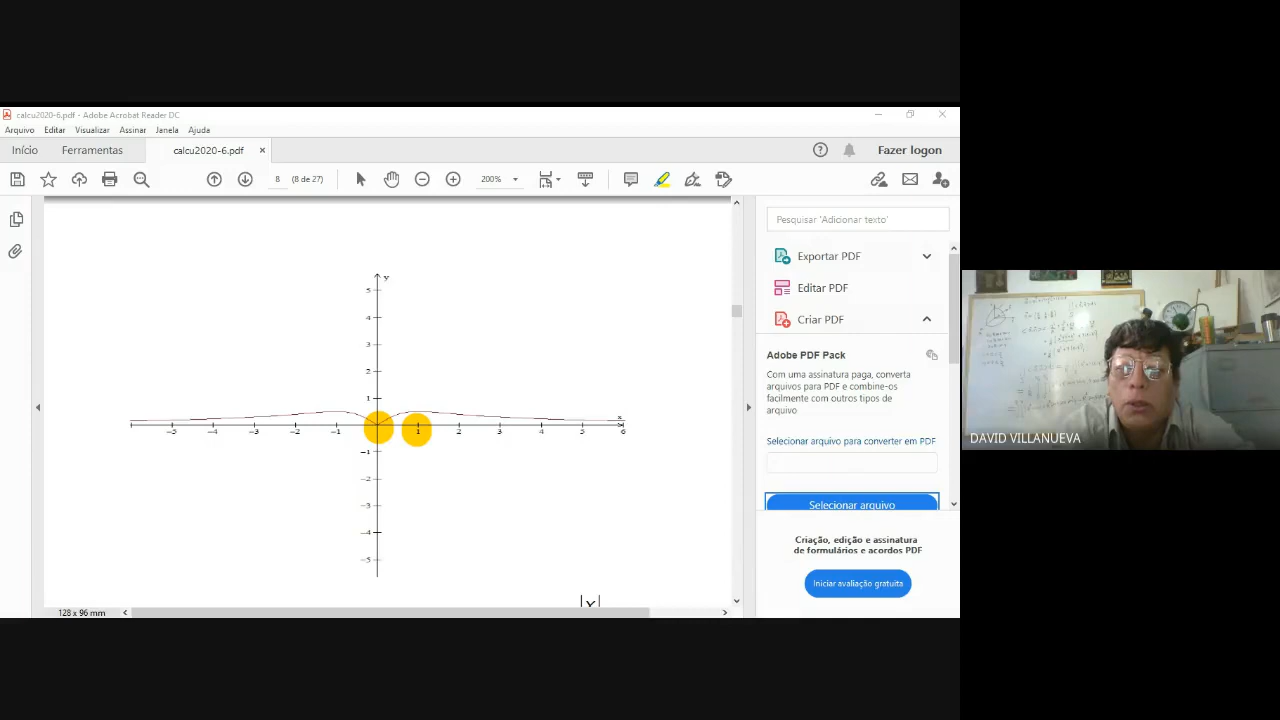 calcu2020-6.pdf - Adobe Acrobat Reader DC
Arquivo Editar Visualizar Assinar Janela Ajuda
Início Ferramentas calcu2020-6.pdf × Fazer logon
8 (8 de 27) 200%
Pesquisar 'Adicionar texto'
Exportar PDF
Editar PDF
Criar PDF
Adobe PDF Pack
Com uma assinatura paga, converta
arquivos para PDF e combine-os
facilmente com outros tipos de
arquivo
Selecionar arquivo para converter em PDF
Selecionar arquivo
Criação, edição e assinatura
de formulários e acordos PDF
Iniciar avaliação gratuita
y
5
4
3
2
1
x
-5 -4 -3 -2 -1 1 2 3 4 5 6
-1
-2
-3
-4
-5
|x|
128 x 96 mm
DAVID VILLANUEVA